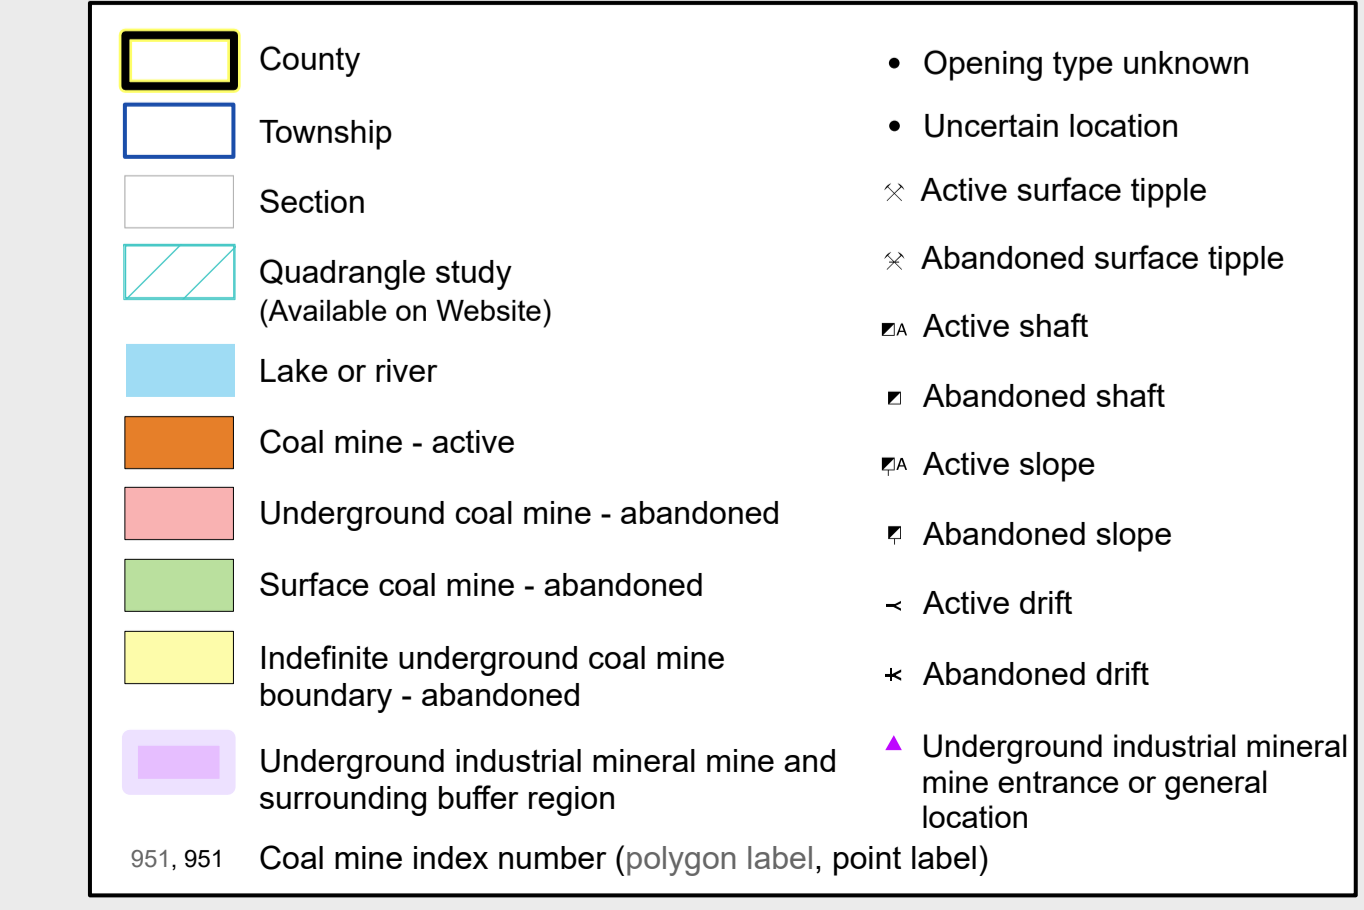 County
Township
Section
Quadrangle study
(Available on Website)
Lake or river
Coal mine - active
Underground coal mine - abandoned
Surface coal mine - abandoned
Indefinite underground coal mine
boundary - abandoned
Underground industrial mineral mine and
surrounding buffer region
951, 951 Coal mine index number (polygon label, point label)
Opening type unknown
Uncertain location
Active surface tipple
Abandoned surface tipple
A Active shaft
Abandoned shaft
A Active slope
Abandoned slope
Active drift
Abandoned drift
Underground industrial mineral
mine entrance or general
location